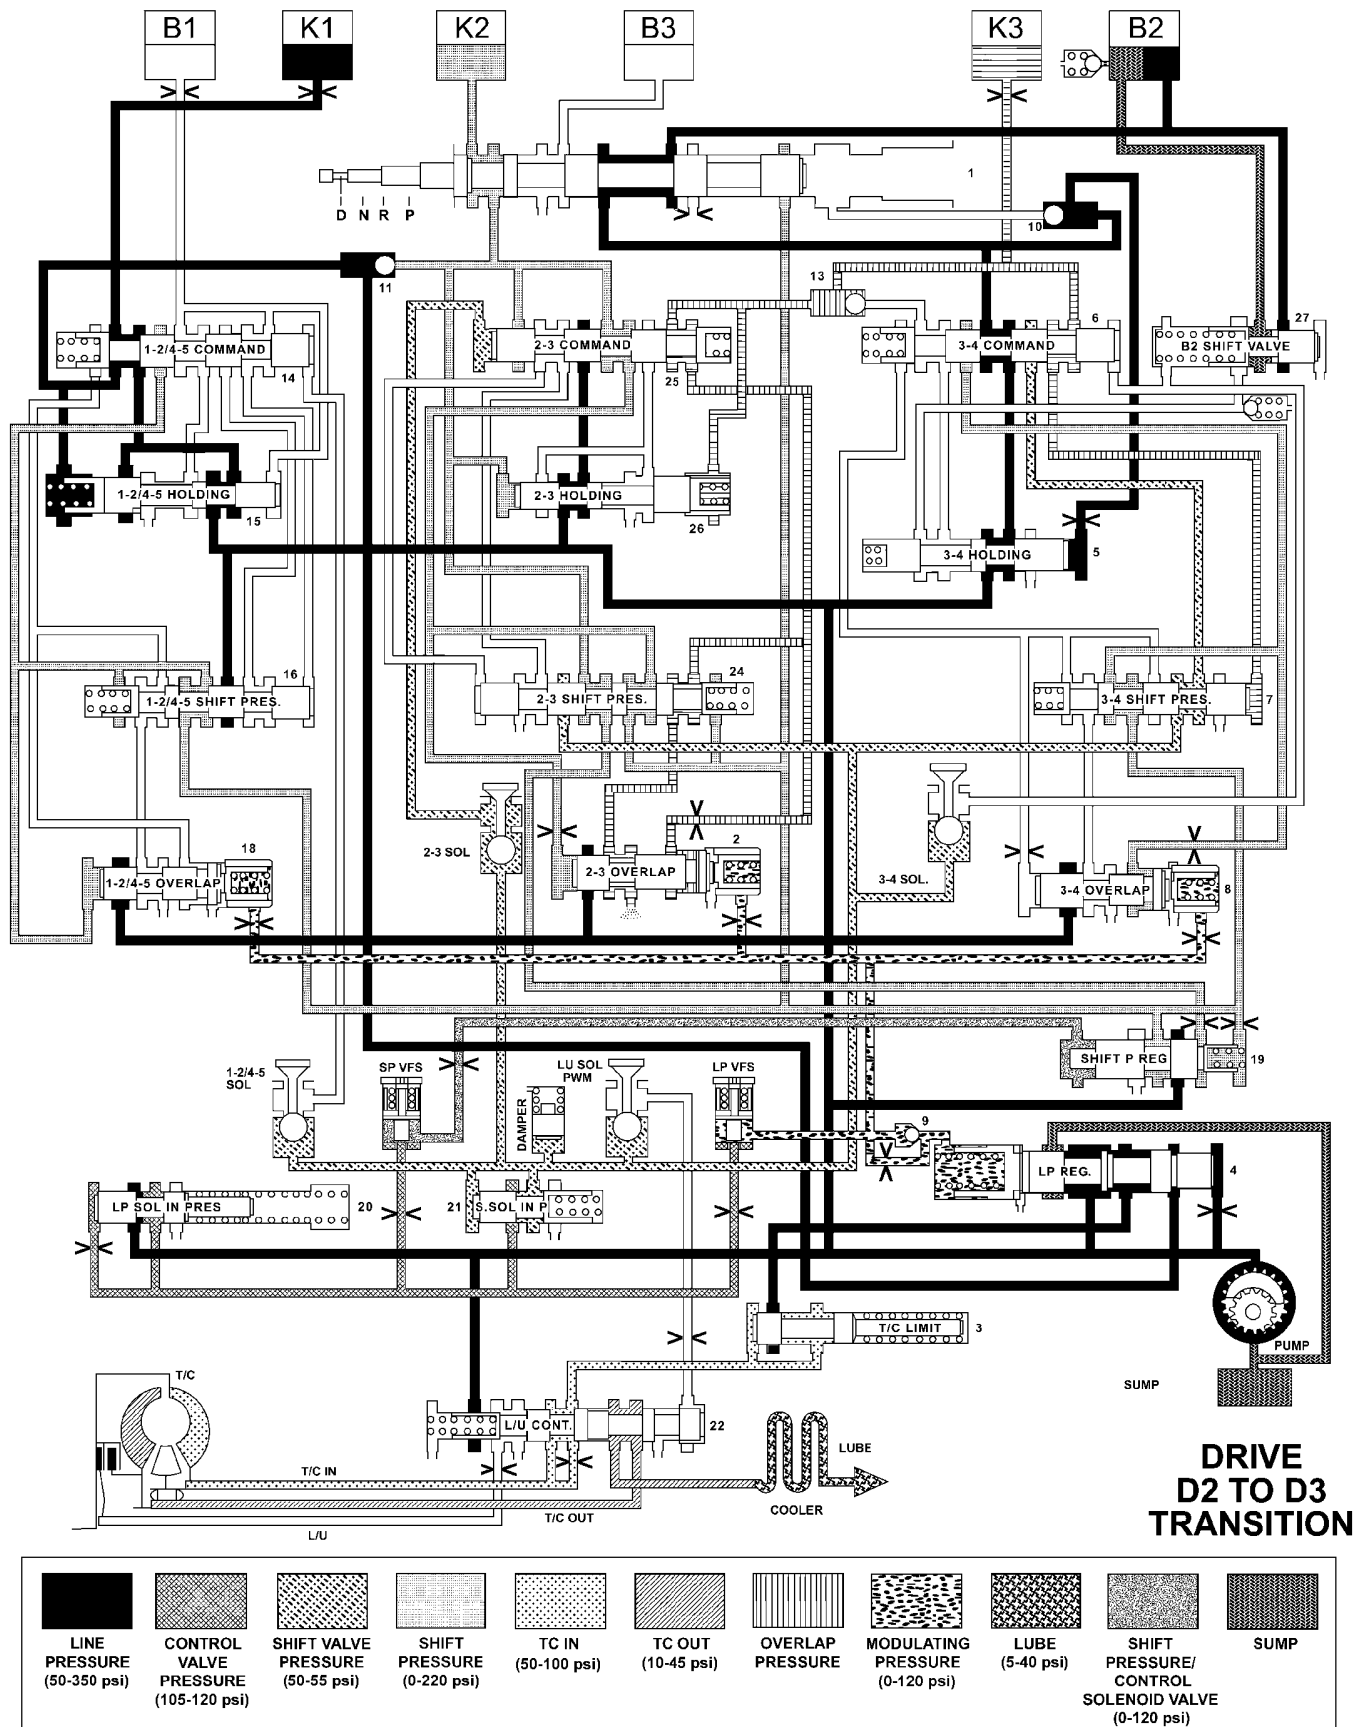 B1
K1
K2
B3
K3
B2
1
D N R P
10
11
13
6
27
1-2/4-5 COMMAND
2-3 COMMAND
3-4 COMMAND
B2 SHIFT VALVE
14
25
1-2/4-5 HOLDING
2-3 HOLDING
15
26
3-4 HOLDING
5
16
24
1-2/4-5 SHIFT PRES.
2-3 SHIFT PRES.
3-4 SHIFT PRES.
7
2-3 SOL
18
2
3-4 SOL.
1-2/4-5 OVERLAP
2-3 OVERLAP
3-4 OVERLAP
8
SHIFT P REG
19
1-2/4-5
SOL
SP VFS
DAMPER
LU SOL
PWM
LP VFS
9
LP REG.
4
LP SOL IN PRES
20
21
S.SOL IN P
T/C LIMIT
3
PUMP
SUMP
T/C
L/U CONT.
22
T/C IN
LUBE
COOLER
T/C OUT
L/U
DRIVE
D2 TO D3
TRANSITION
LINE
PRESSURE
(50-350 psi)
CONTROL
VALVE
PRESSURE
(105-120 psi)
SHIFT VALVE
PRESSURE
(50-55 psi)
SHIFT
PRESSURE
(0-220 psi)
TC IN
(50-100 psi)
TC OUT
(10-45 psi)
OVERLAP
PRESSURE
MODULATING
PRESSURE
(0-120 psi)
LUBE
(5-40 psi)
SHIFT
PRESSURE/
CONTROL
SOLENOID VALVE
(0-120 psi)
SUMP